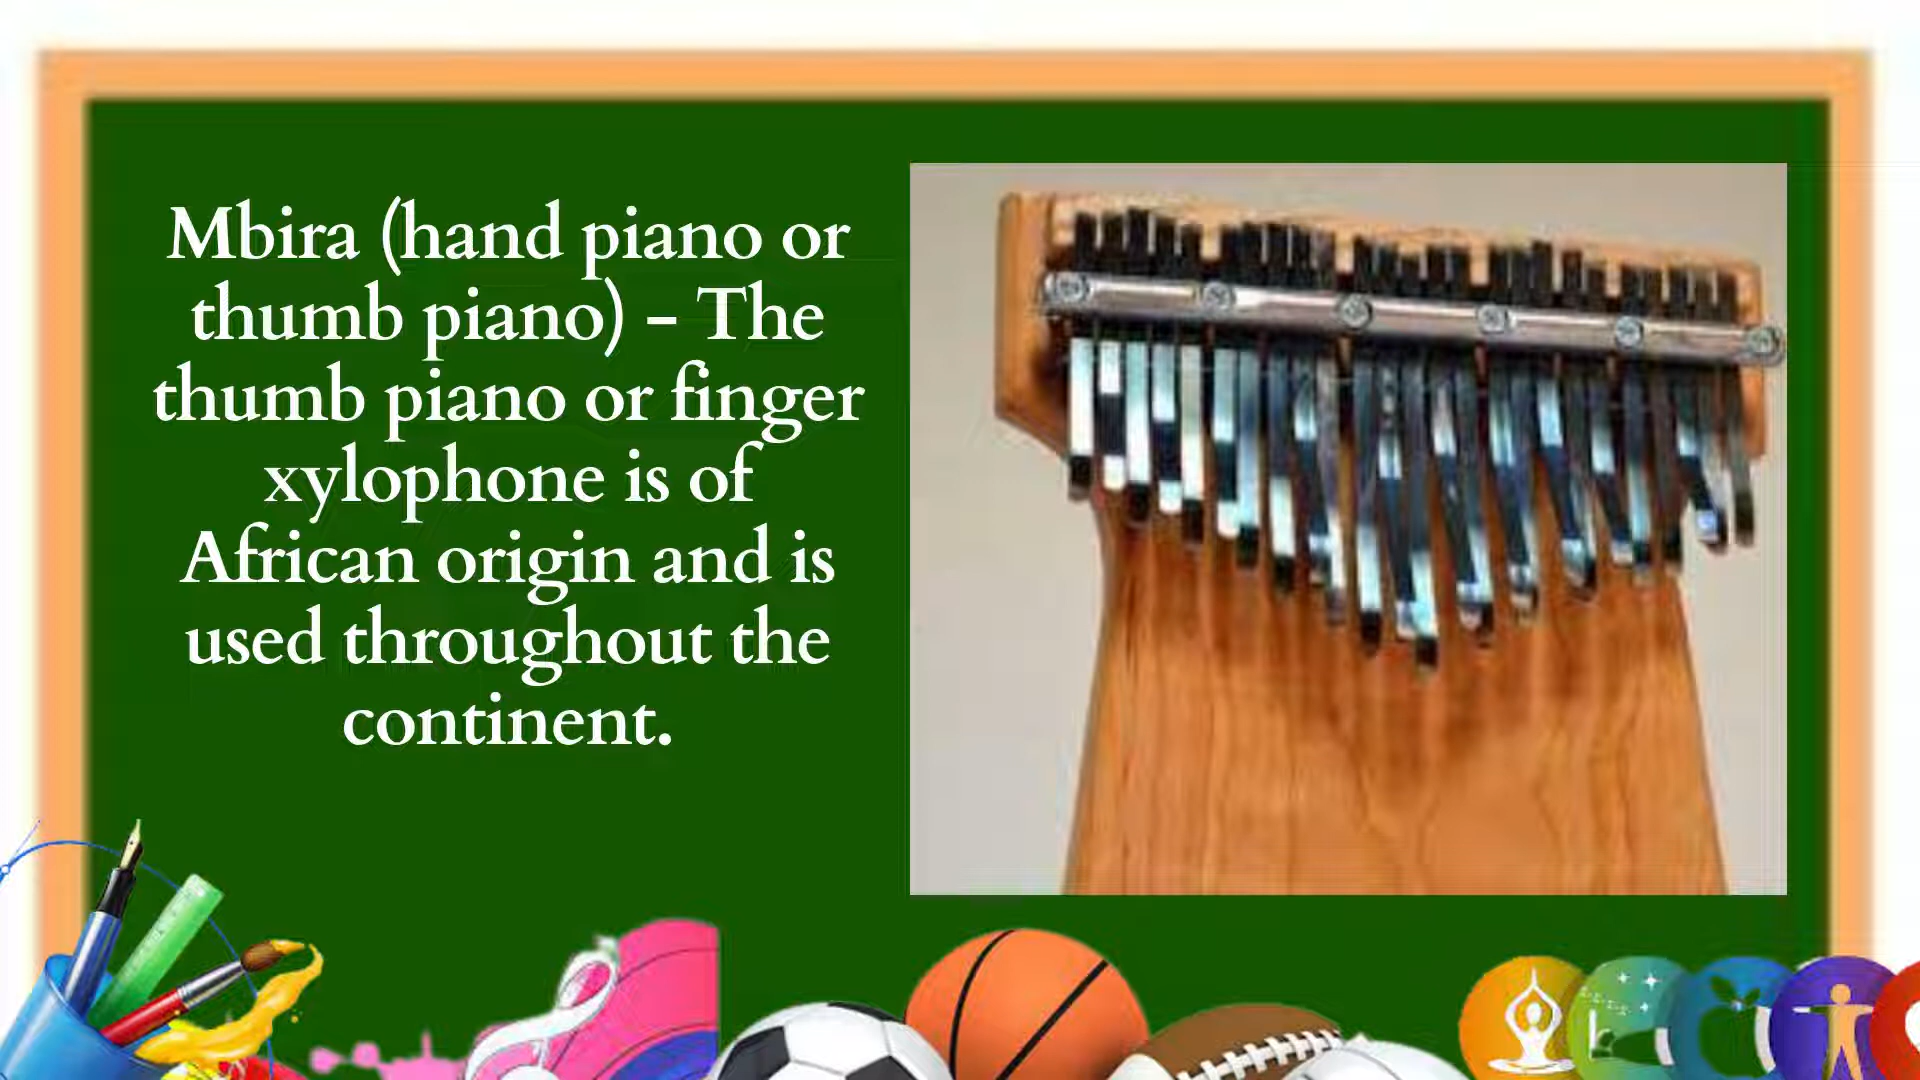 Mbira (hand piano or
thumb piano) – The
thumb piano or finger
xylophone is of
African origin and is
used throughout the
continent.